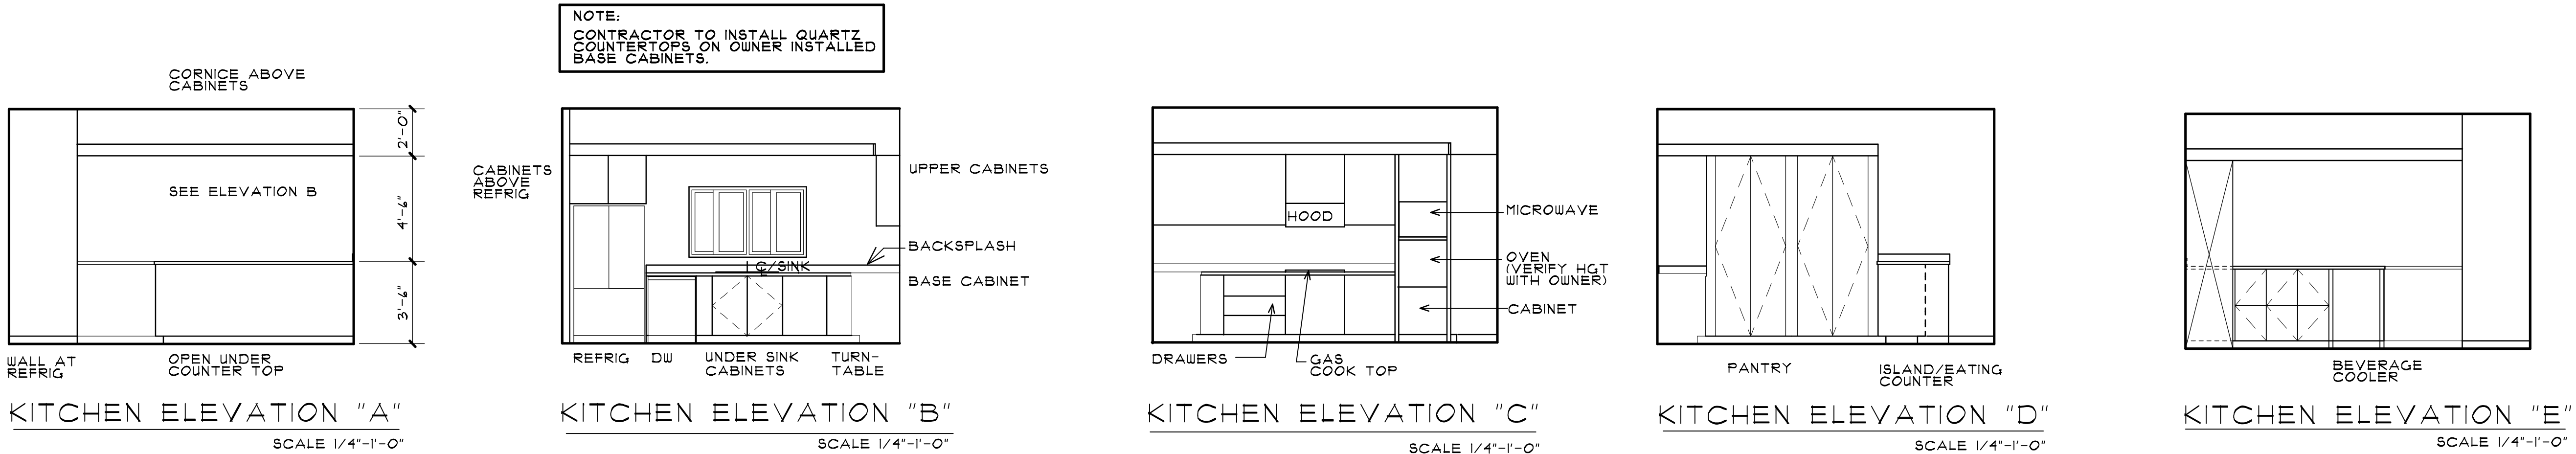 NOTE:
CONTRACTOR TO INSTALL QUARTZ
COUNTERTOPS ON OWNER INSTALLED
BASE CABINETS.
CORNICE ABOVE
CABINETS
SEE ELEVATION B
2'-0"
4'-6"
3'-6"
WALL AT
REFRIG
OPEN UNDER
COUNTER TOP
KITCHEN ELEVATION "A"
SCALE 1/4"-1'-0"
CABINETS
ABOVE
REFRIG
UPPER CABINETS
BACKSPLASH
C/SINK
BASE CABINET
REFRIG
DW
UNDER SINK
CABINETS
TURN-
TABLE
KITCHEN ELEVATION "B"
SCALE 1/4"-1'-0"
HOOD
MICROWAVE
OVEN
(VERIFY HGT
WITH OWNER)
CABINET
DRAWERS
GAS
COOK TOP
KITCHEN ELEVATION "C"
SCALE 1/4"-1'-0"
PANTRY
ISLAND/EATING
COUNTER
KITCHEN ELEVATION "D"
SCALE 1/4"-1'-0"
BEVERAGE
COOLER
KITCHEN ELEVATION "E"
SCALE 1/4"-1'-0"